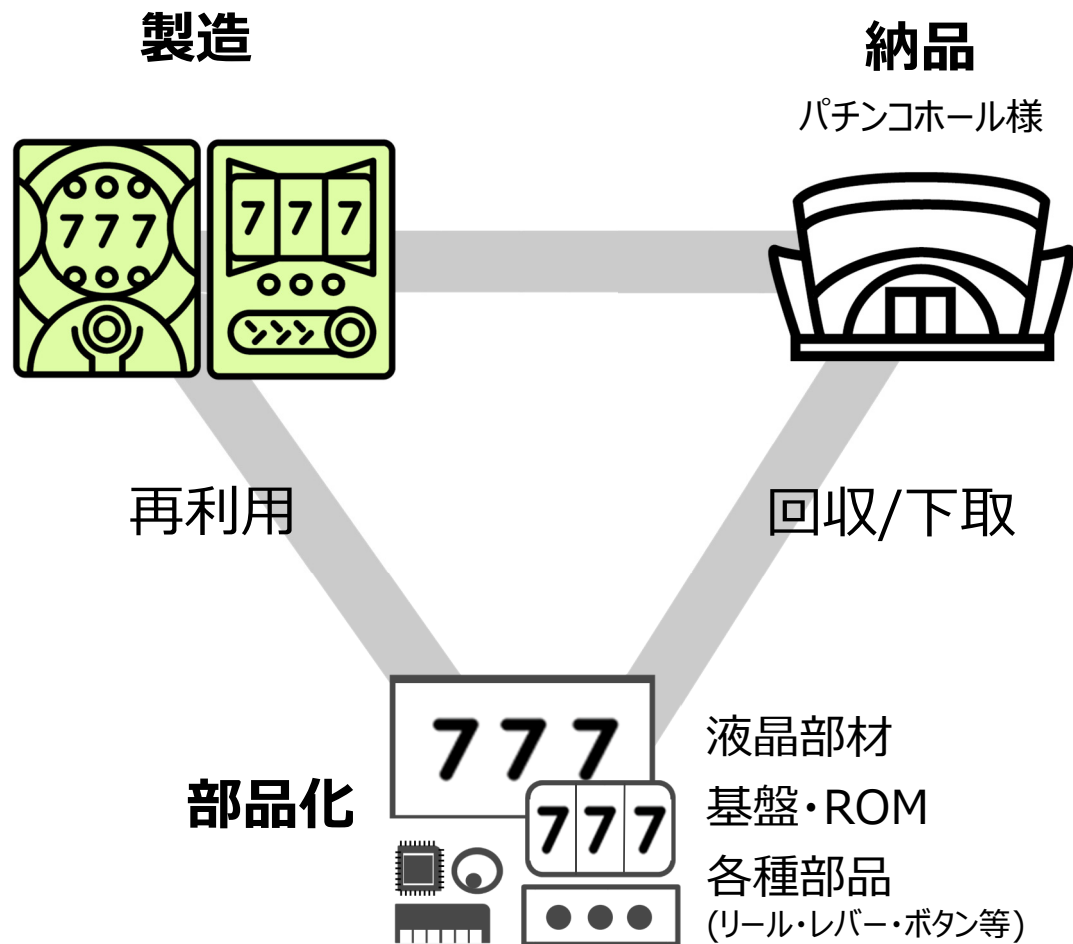 製造
納品
パチンコホール様
777
777
再利用
回収/下取
777
777
部品化
液晶部材
基盤・ROM
各種部品
(リール・レバー・ボタン等)